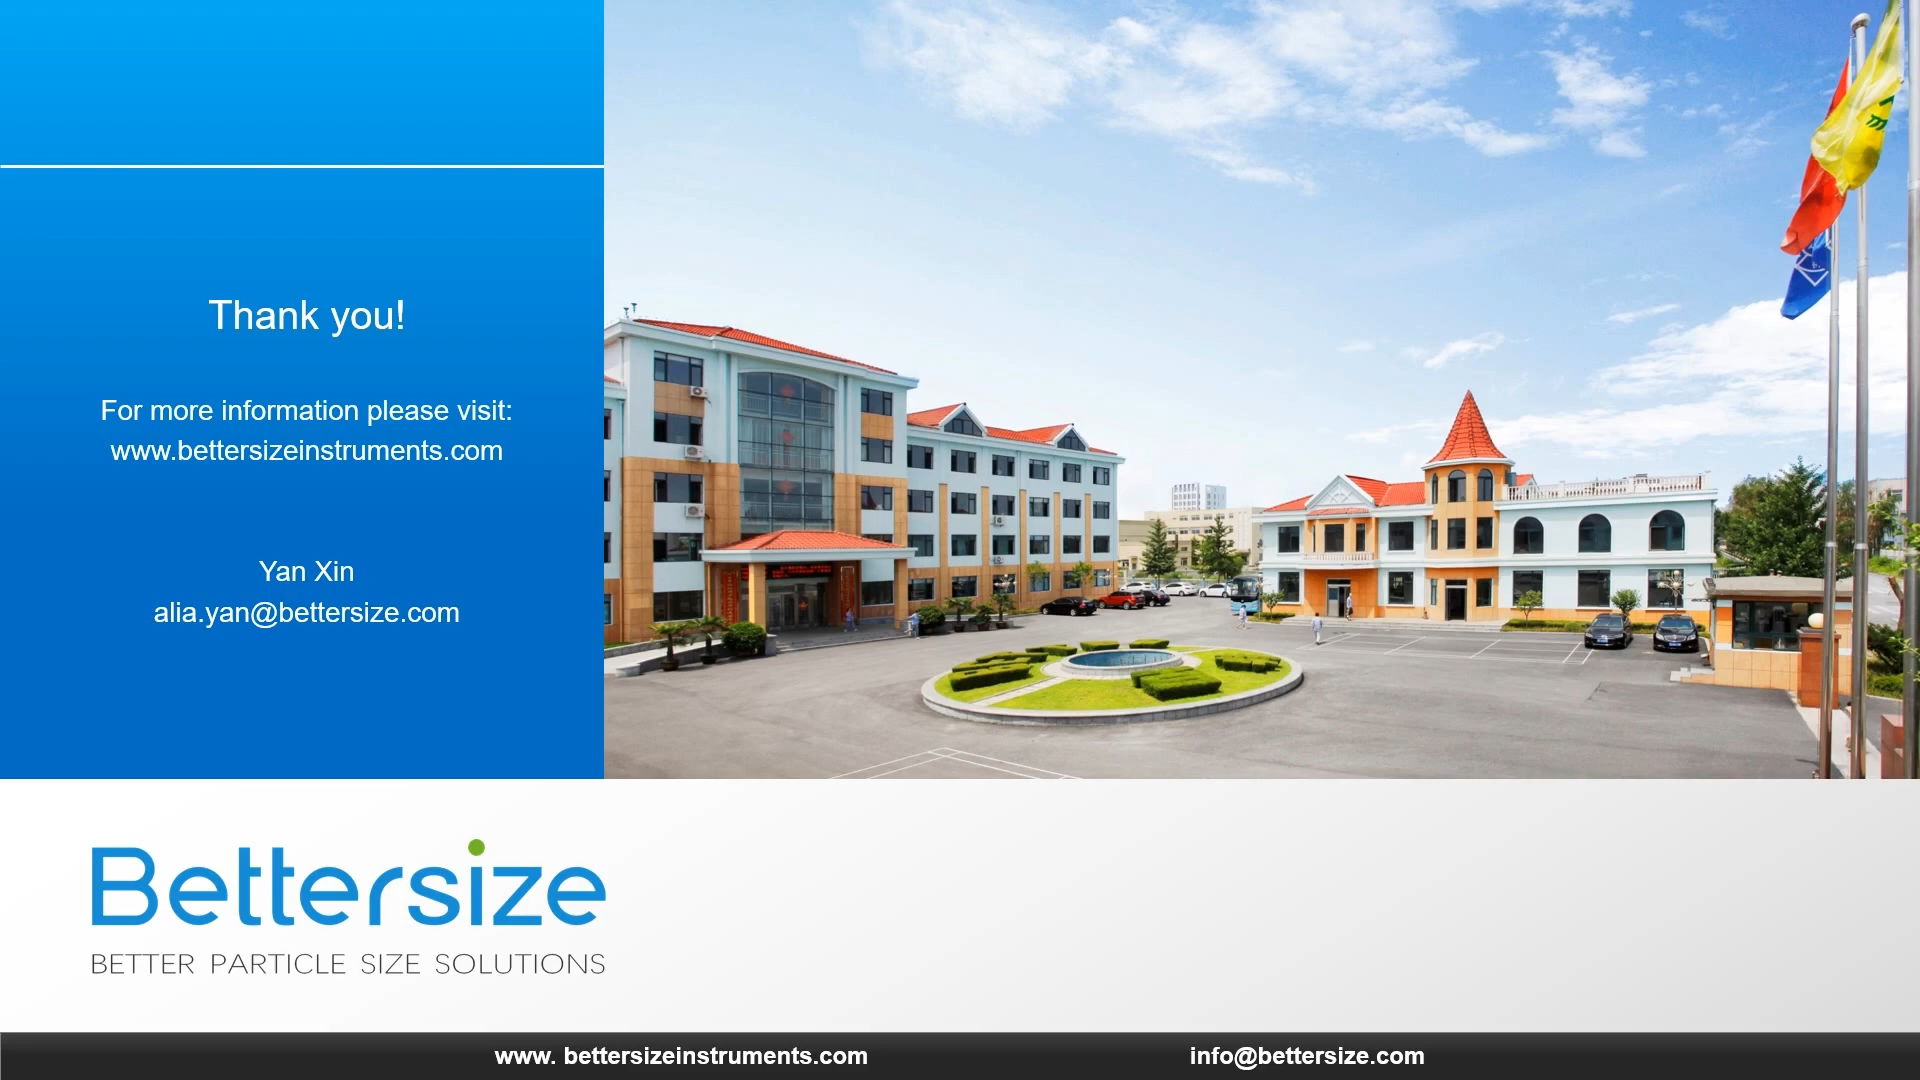 Thank you!
For more information please visit:
www.bettersizeinstruments.com
Yan Xin
alia.yan@bettersize.com
Bettersize
BETTER PARTICLE SIZE SOLUTIONS
www. bettersizeinstruments.com
info@bettersize.com